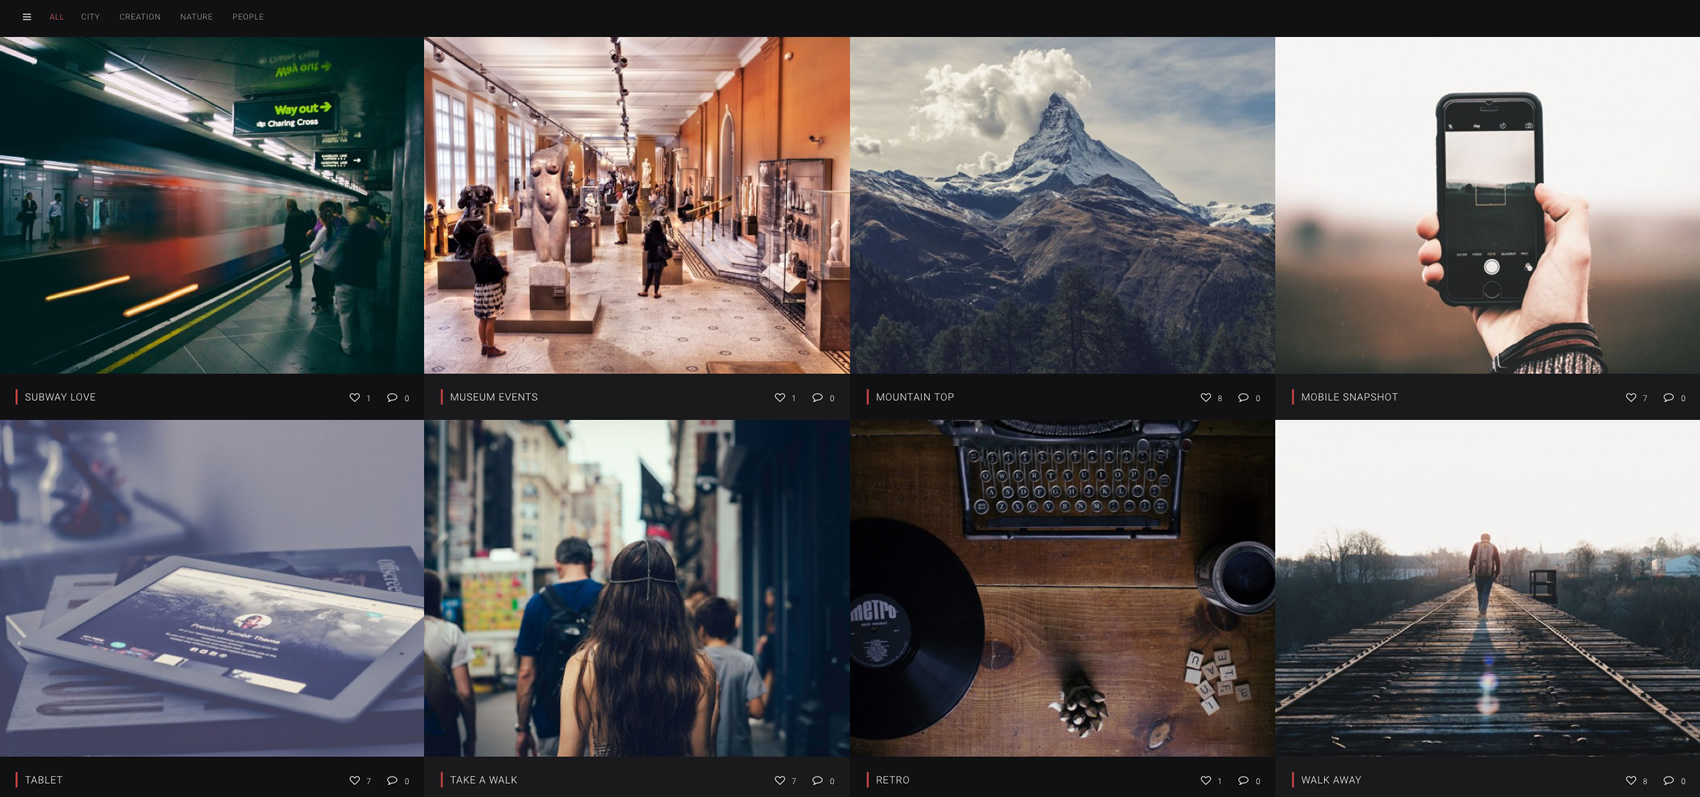 ALL CITY CREATION NATURE PEOPLE
Way out
Way out →
Charing Cross
SUBWAY LOVE 1 0
MUSEUM EVENTS 1 0
MOUNTAIN TOP 8 0
MOBILE SNAPSHOT 7 0
Premium Tumblr Theme
metro
TABLET 7 0
TAKE A WALK 7 0
RETRO 1 0
WALK AWAY 8 0